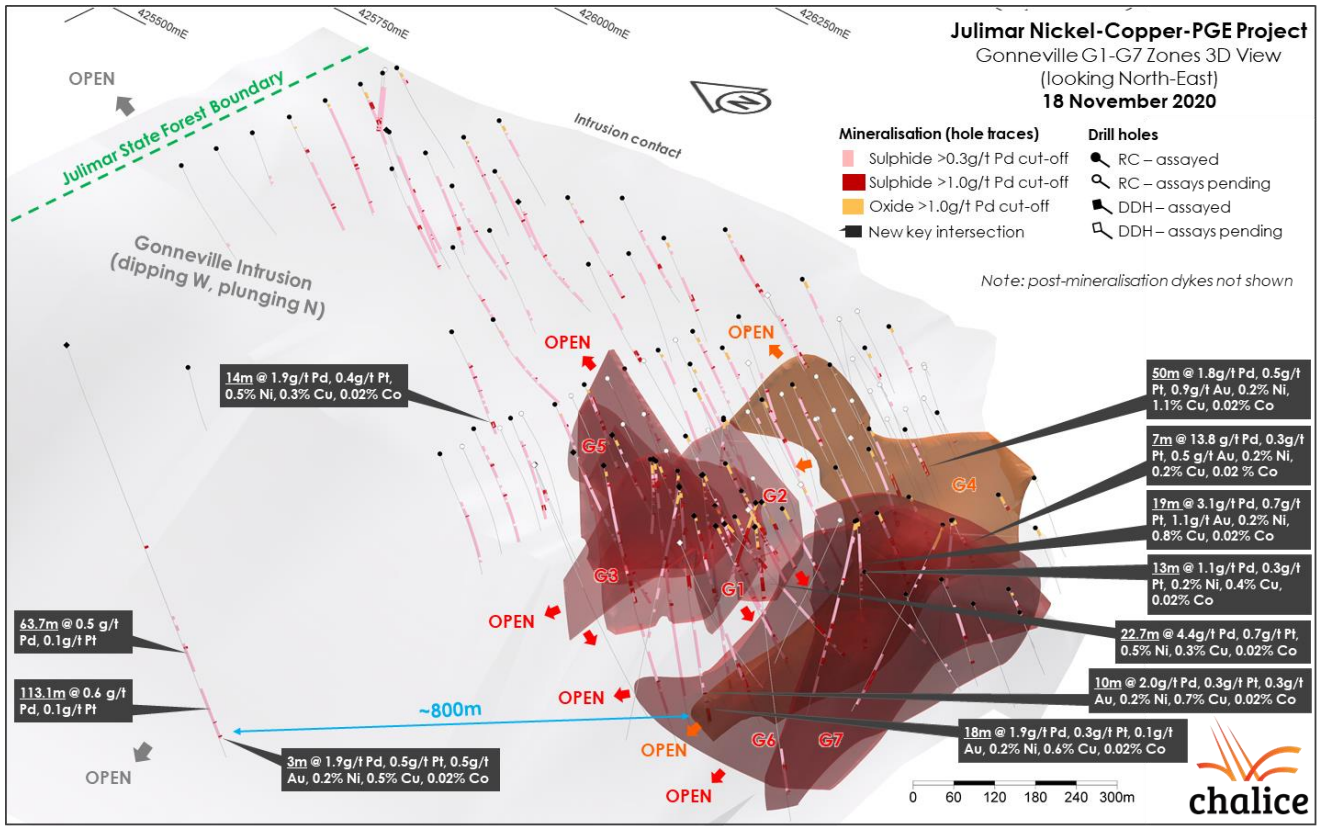 425500mE
425750mE
426000mE
426250mE
Julimar Nickel-Copper-PGE Project
Gonneville G1-G7 Zones 3D View
(looking North-East)
18 November 2020
N
OPEN
Julimar State Forest Boundary
Intrusion contact
Mineralisation (hole traces)
Sulphide >0.3g/t Pd cut-off
Sulphide >1.0g/t Pd cut-off
Oxide >1.0g/t Pd cut-off
New key intersection
Drill holes
RC – assayed
RC – assays pending
DDH – assayed
DDH – assays pending
Note: post-mineralisation dykes not shown
Gonneville Intrusion
(dipping W, plunging N)
OPEN
OPEN
14m @ 1.9g/t Pd, 0.4g/t Pt,
0.5% Ni, 0.3% Cu, 0.02% Co
50m @ 1.8g/t Pd, 0.5g/t
Pt, 0.9g/t Au, 0.2% Ni,
1.1% Cu, 0.02% Co
7m @ 13.8 g/t Pd, 0.3g/t
Pt, 0.5 g/t Au, 0.2% Ni,
0.2% Cu, 0.02 % Co
19m @ 3.1g/t Pd, 0.7g/t
Pt, 1.1g/t Au, 0.2% Ni,
0.8% Cu, 0.02% Co
13m @ 1.1g/t Pd, 0.3g/t
Pt, 0.2% Ni, 0.4% Cu,
0.02% Co
22.7m @ 4.4g/t Pd, 0.7g/t Pt,
0.5% Ni, 0.3% Cu, 0.02% Co
10m @ 2.0g/t Pd, 0.3g/t Pt, 0.3g/t
Au, 0.2% Ni, 0.7% Cu, 0.02% Co
18m @ 1.9g/t Pd, 0.3g/t Pt, 0.1g/t
Au, 0.2% Ni, 0.6% Cu, 0.02% Co
G5
G4
G2
G3
G1
OPEN
OPEN
OPEN
G6
G7
OPEN
63.7m @ 0.5 g/t
Pd, 0.1g/t Pt
113.1m @ 0.6 g/t
Pd, 0.1g/t Pt
~800m
OPEN
3m @ 1.9g/t Pd, 0.5g/t Pt, 0.5g/t
Au, 0.2% Ni, 0.5% Cu, 0.02% Co
0 60 120 180 240 300m
chalice